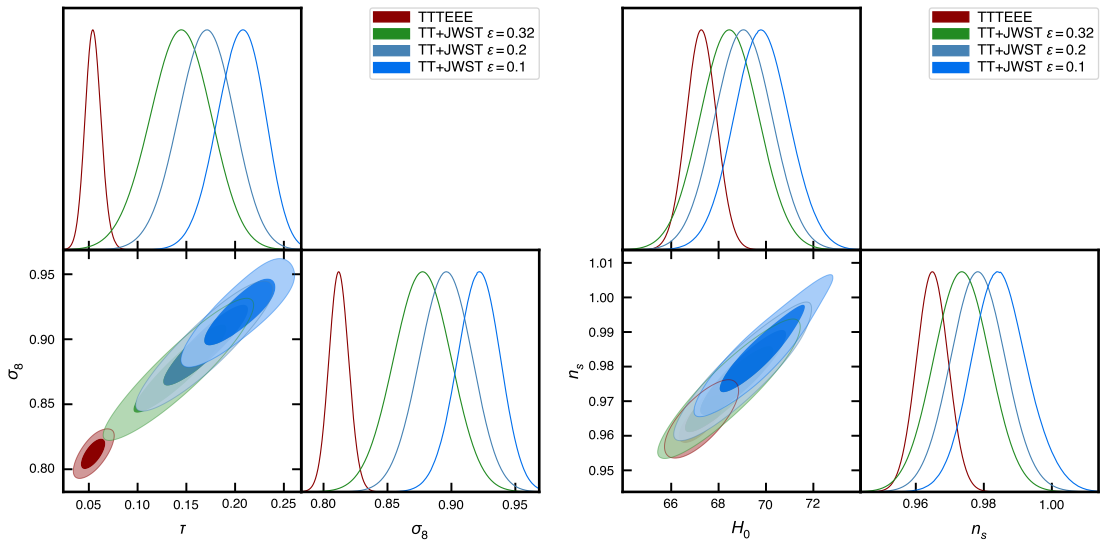 TTTEEE
TT+JWST ε = 0.32
TT+JWST ε = 0.2
TT+JWST ε = 0.1
0.95
0.90
0.85
0.80
σ8
0.05 0.10 0.15 0.20 0.25
τ
0.80 0.85 0.90 0.95
σ8
TTTEEE
TT+JWST ε = 0.32
TT+JWST ε = 0.2
TT+JWST ε = 0.1
1.01
1.00
0.99
0.98
0.97
0.96
0.95
ns
66 68 70 72
H0
0.96 0.98 1.00
ns